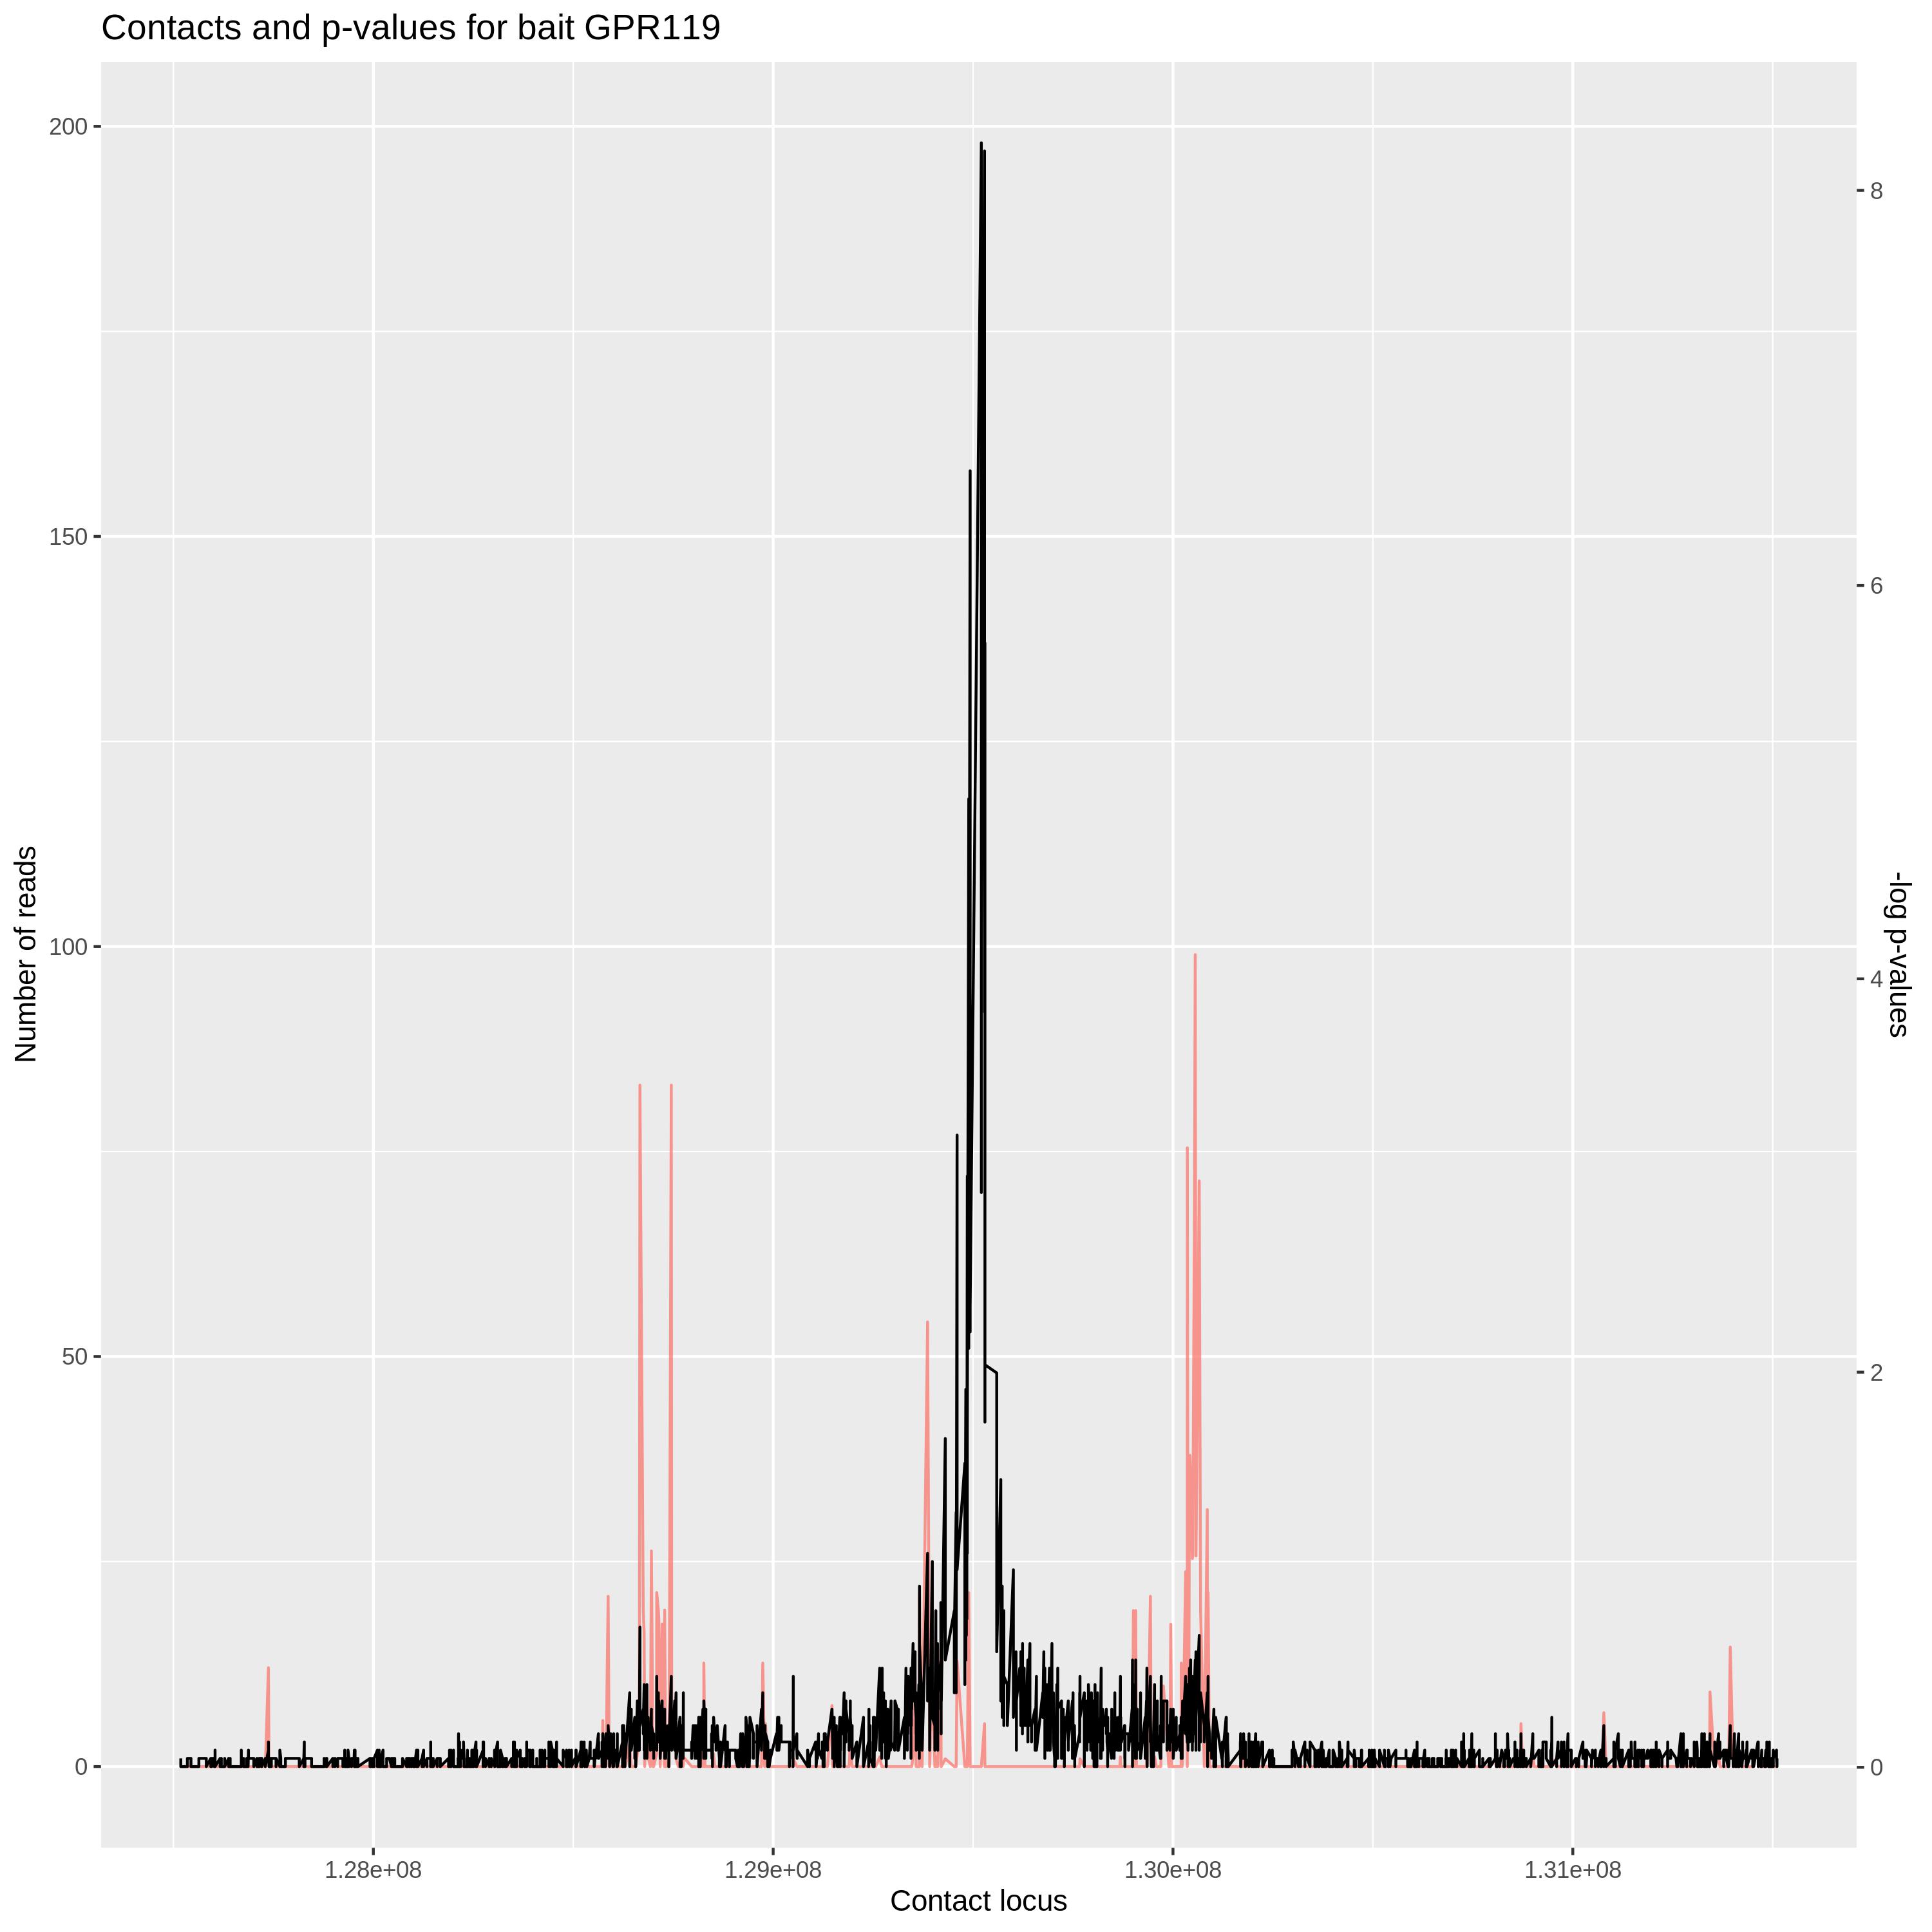 Contacts and p-values for bait GPR119
200
150
100
50
0
Number of reads
8
6
4
2
0
-log p-values
1.28e+08
1.29e+08
1.30e+08
1.31e+08
Contact locus